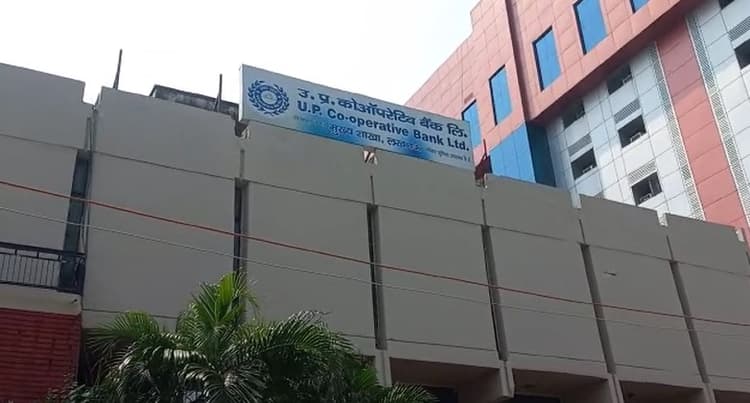 उ.प्र.कोऑपरेटिव बैंक लि.
U.P. Co-operative Bank Ltd.
मुख्य शाखा, लखनऊ